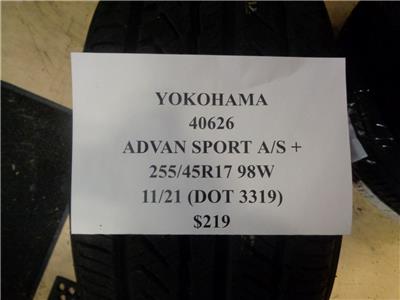 YOKOHAMA
40626
ADVAN SPORT A/S +
255/45R17 98W
11/21 (DOT 3319)
$219